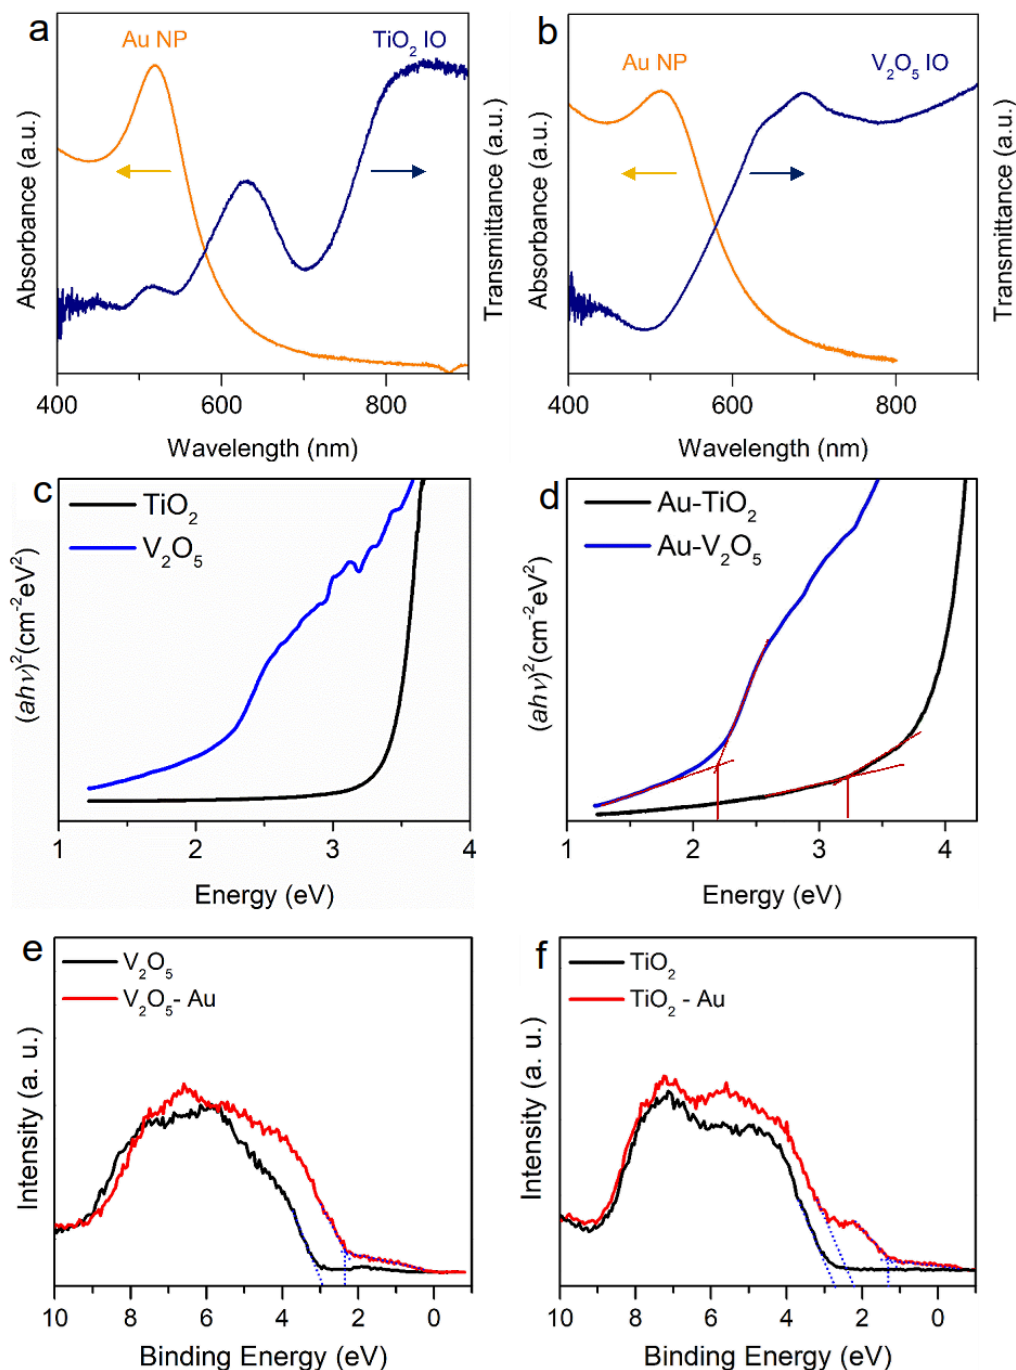 a
Au NP
TiO₂ IO
Absorbance (a.u.)
Transmittance (a.u.)
400 600 800
Wavelength (nm)
b
Au NP
V₂O₅ IO
Absorbance (a.u.)
Transmittance (a.u.)
400 600 800
Wavelength (nm)
c
TiO₂
V₂O₅
(ahν)²(cm⁻²eV²)
1 2 3 4
Energy (eV)
d
Au-TiO₂
Au-V₂O₅
(ahν)²(cm⁻²eV²)
1 2 3 4
Energy (eV)
e
V₂O₅
V₂O₅- Au
Intensity (a. u.)
10 8 6 4 2 0
Binding Energy (eV)
f
TiO₂
TiO₂ - Au
Intensity (a. u.)
10 8 6 4 2 0
Binding Energy (eV)